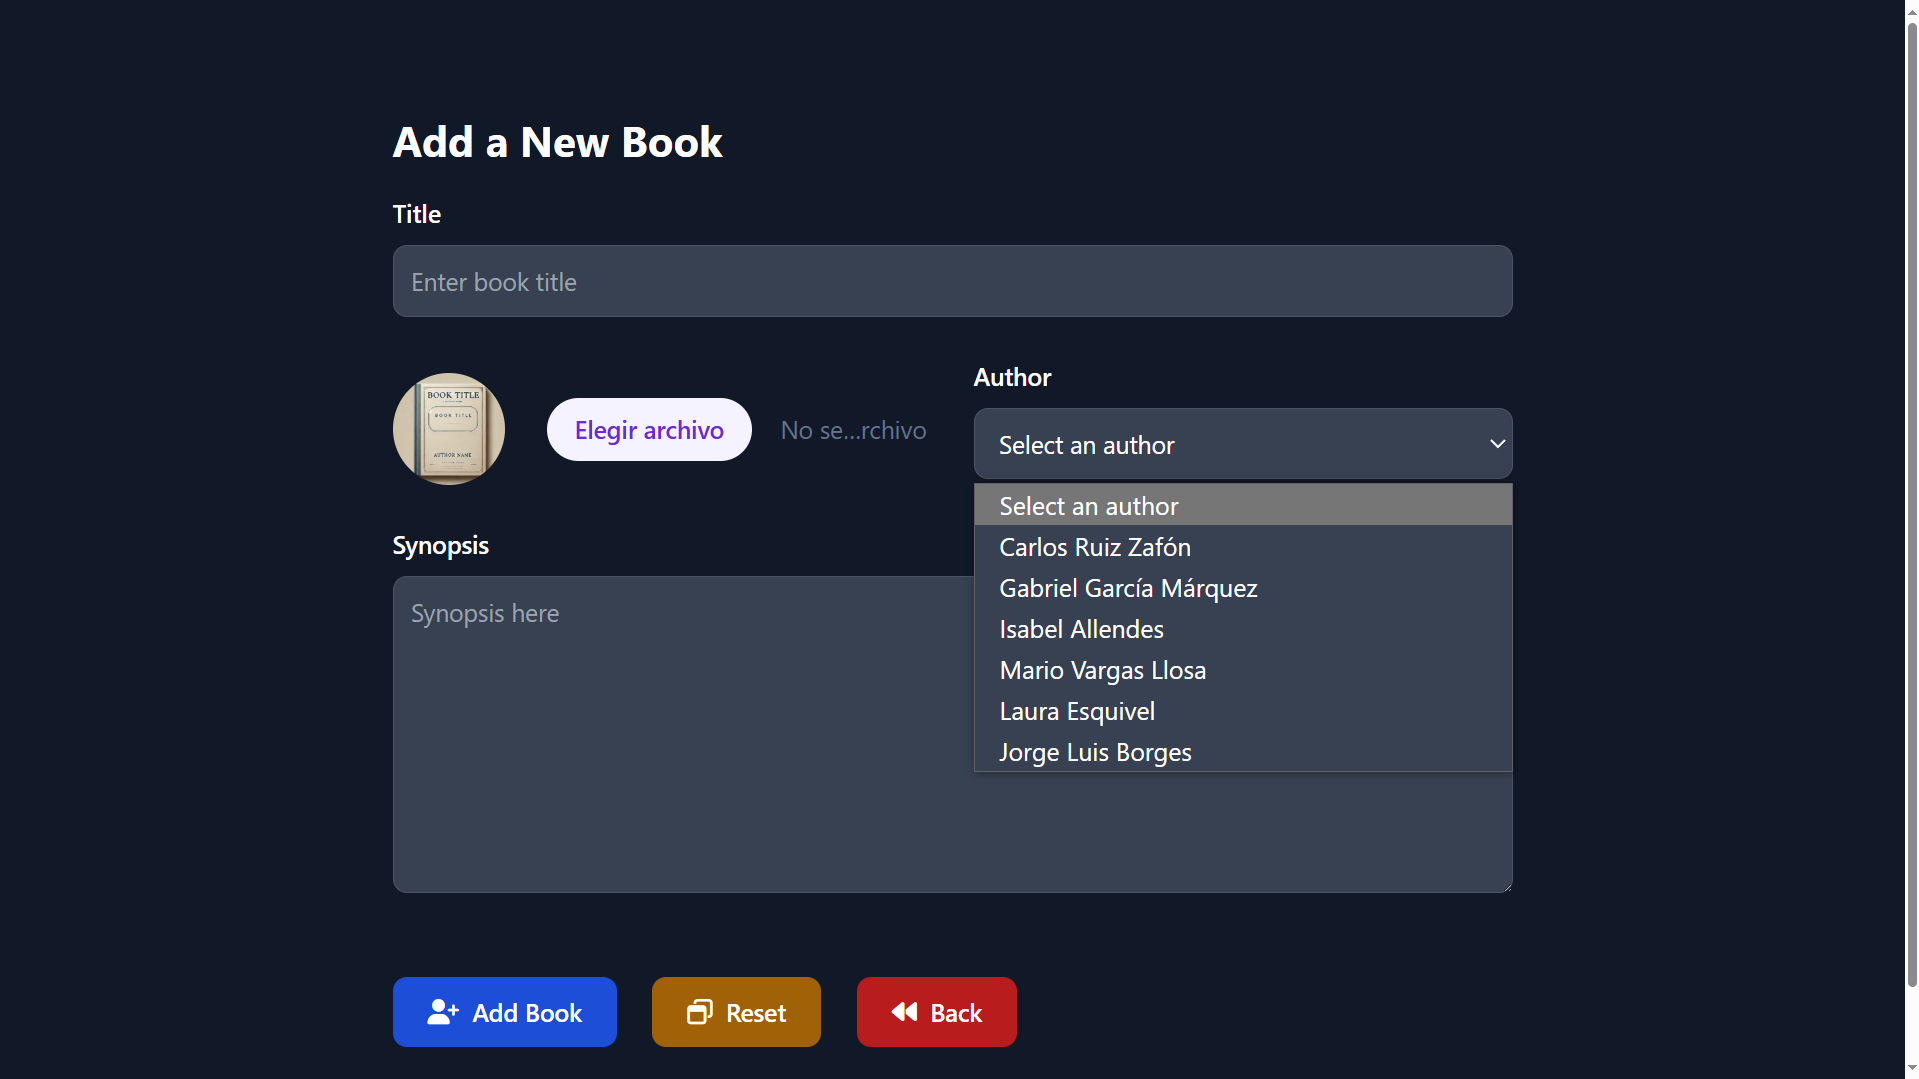 Add a New Book
Title
Enter book title
BOOK TITLE
BOOK TITLE
AUTHOR NAME
Elegir archivo
No se...rchivo
Author
Select an author
Select an author
Carlos Ruiz Zafón
Gabriel García Márquez
Isabel Allendes
Mario Vargas Llosa
Laura Esquivel
Jorge Luis Borges
Synopsis
Synopsis here
Add Book
Reset
Back